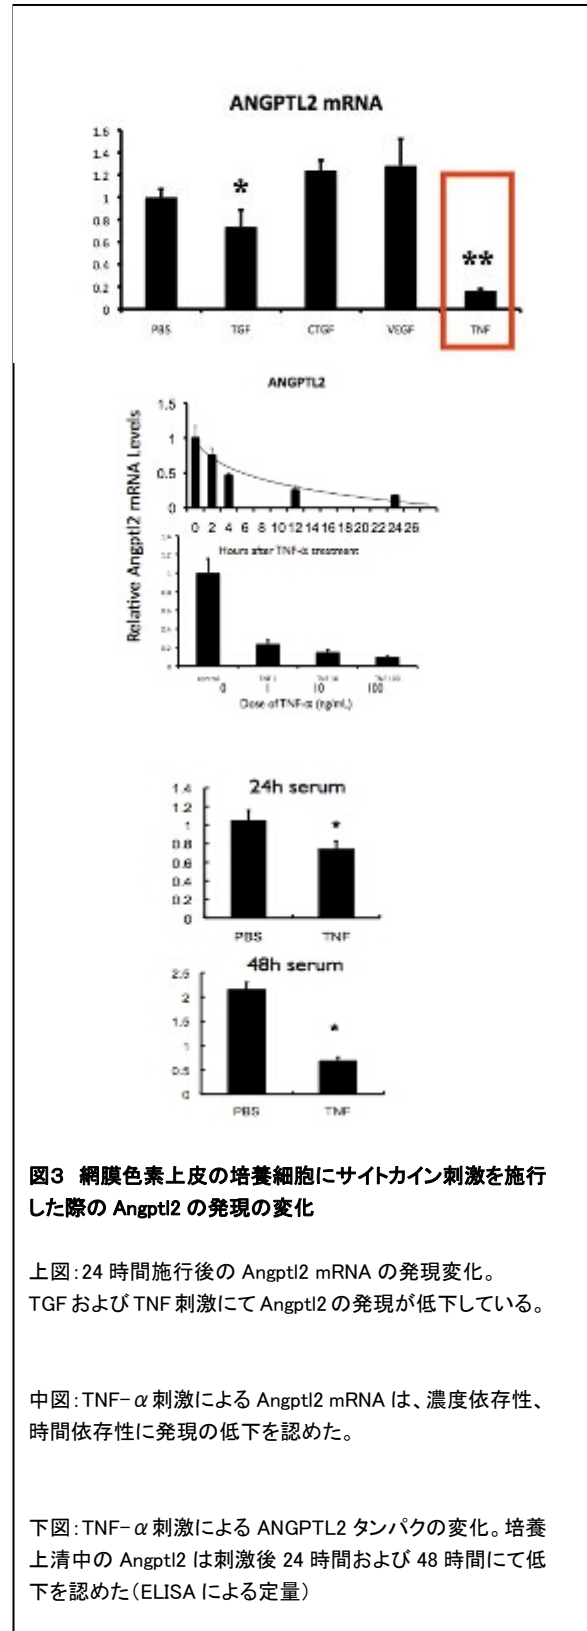 ANGPTL2 mRNA
1.6
1.4
1.2
1
0.8
0.6
0.4
0.2
0
*
**
PBS TGF CTGF VEGF TNF
ANGPTL2
Relative Angptl2 mRNA Levels
1.5
1
0.5
0
0 2 4 6 8 10 12 14 16 18 20 22 24 26
Hours after TNF-α treatment
0 1 10 100
Dose of TNF-α (ng/mL)
24h serum
1.4
1.2
1
0.8
0.6
0.4
0.2
0
*
PBS TNF
48h serum
2.5
2
1.5
1
0.5
0
*
PBS TNF
図3 網膜色素上皮の培養細胞にサイトカイン刺激を施行
した際の Angptl2 の発現の変化
上図:24 時間施行後の Angptl2 mRNA の発現変化。
TGF および TNF 刺激にて Angptl2 の発現が低下している。
中図:TNF-α刺激による Angptl2 mRNA は、濃度依存性、
時間依存性に発現の低下を認めた。
下図:TNF-α刺激による ANGPTL2 タンパクの変化。培養
上清中の Angptl2 は刺激後 24 時間および 48 時間にて低
下を認めた(ELISA による定量)